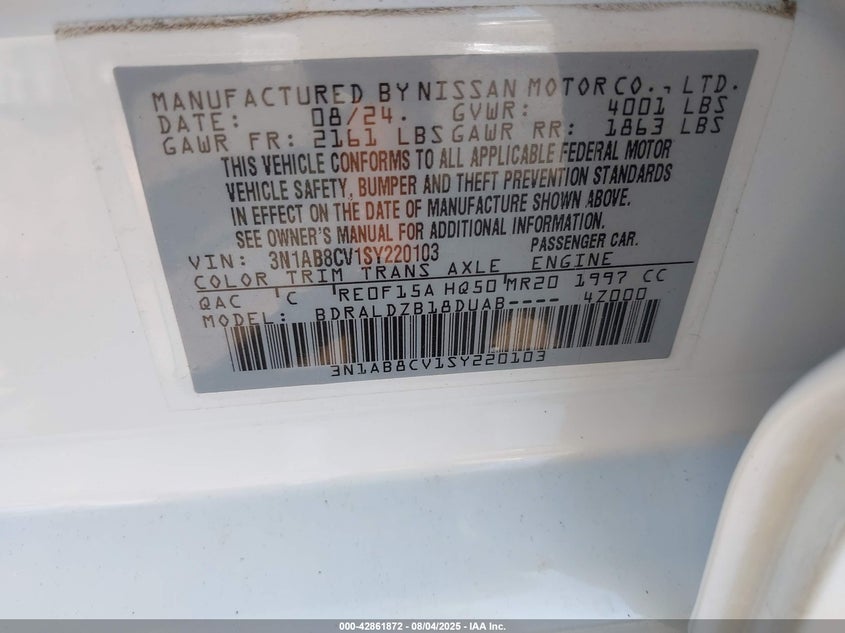 MANUFACTURED BY NISSAN MOTOR CO., LTD.
DATE: 08/24. GVWR: 4001 LBS
GAWR FR: 2161 LBS GAWR RR: 1863 LBS
THIS VEHICLE CONFORMS TO ALL APPLICABLE FEDERAL MOTOR
VEHICLE SAFETY, BUMPER AND THEFT PREVENTION STANDARDS
IN EFFECT ON THE DATE OF MANUFACTURE SHOWN ABOVE.
SEE OWNER'S MANUAL FOR ADDITIONAL INFORMATION.
VIN: 3N1AB8CV1SY220103 PASSENGER CAR.
COLOR TRIM TRANS AXLE ENGINE
QAC C RE0F15A HQ50 MR20 1997 CC
MODEL: BDRALDZB18DUAB---- 4Z000
3N1AB8CV1SY220103
000-42861872 - 08/04/2025 - IAA Inc.